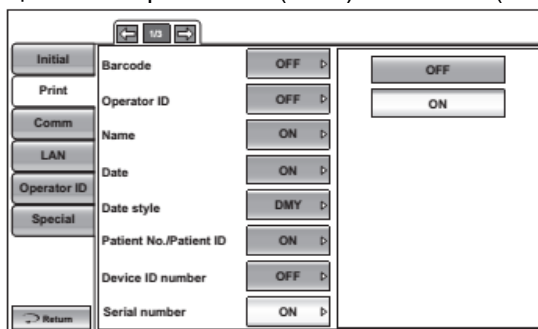 1/3
Initial
Print
Comm
LAN
Operator ID
Special
Return
Barcode OFF
Operator ID OFF
Name ON
Date ON
Date style DMY
Patient No./Patient ID ON
Device ID number OFF
Serial number ON
OFF
ON